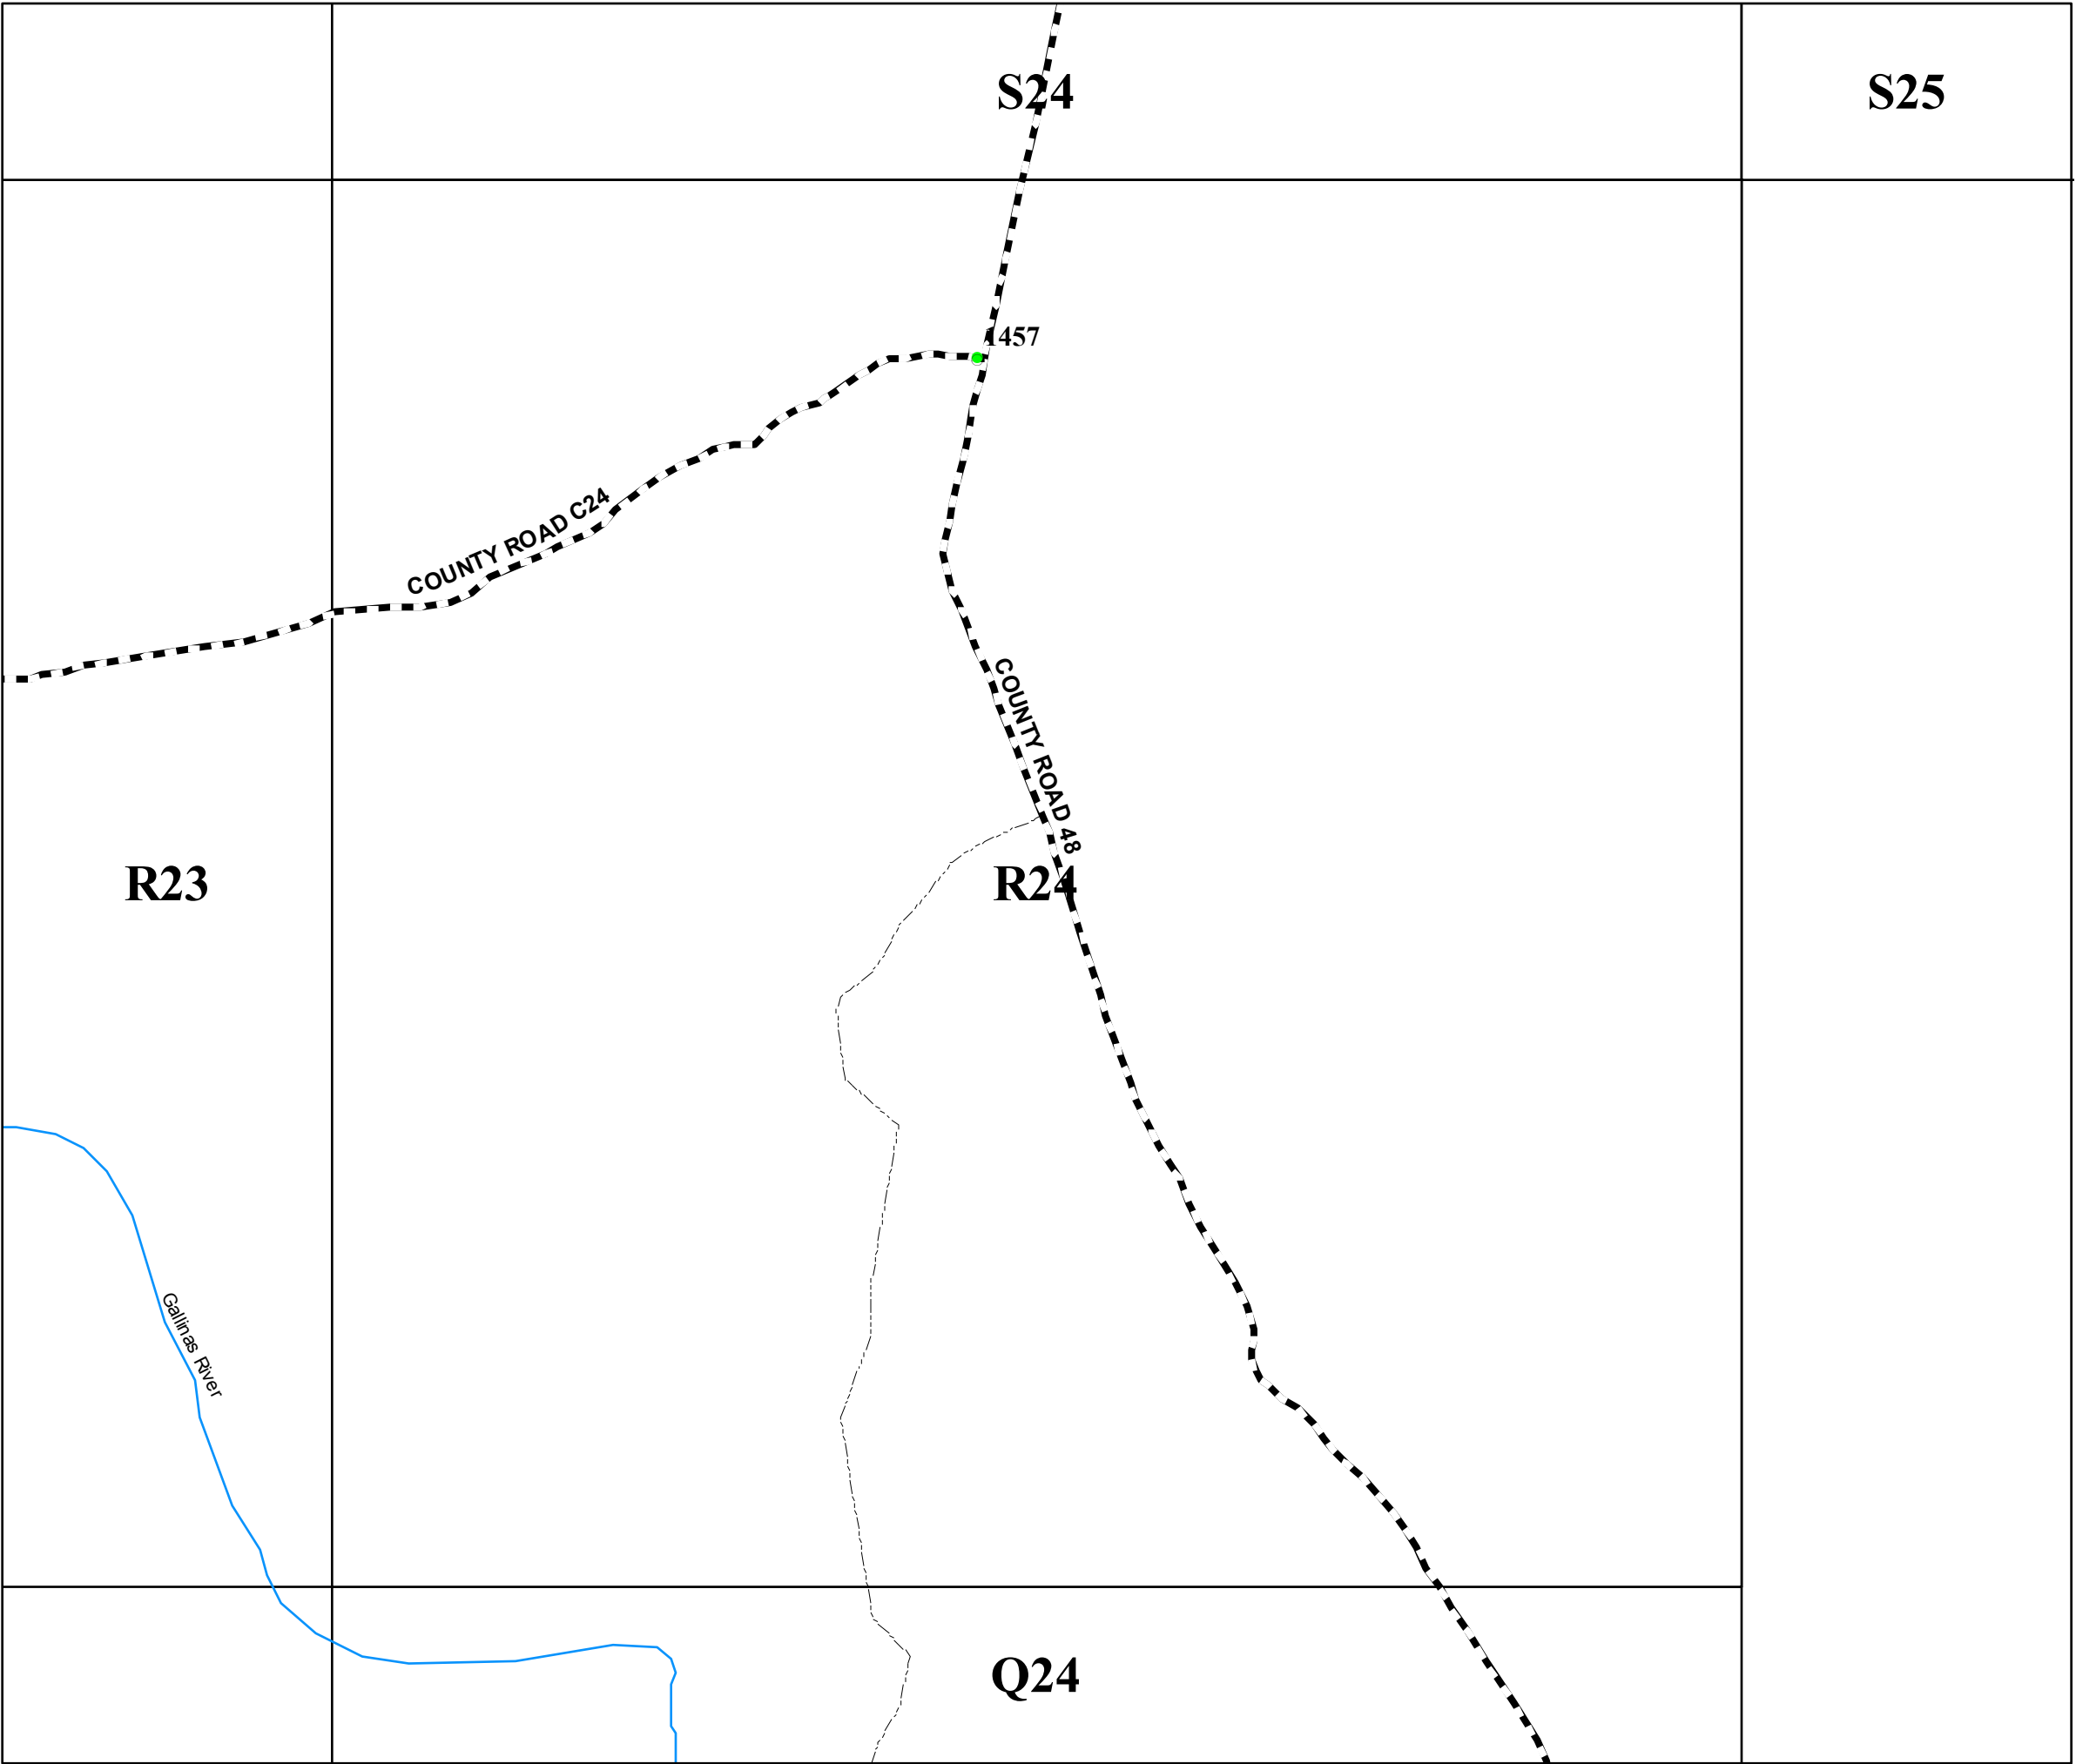 S24
S25
1457
COUNTY ROAD C24
COUNTY ROAD 48
R23
R24
Gallinas River
Q24